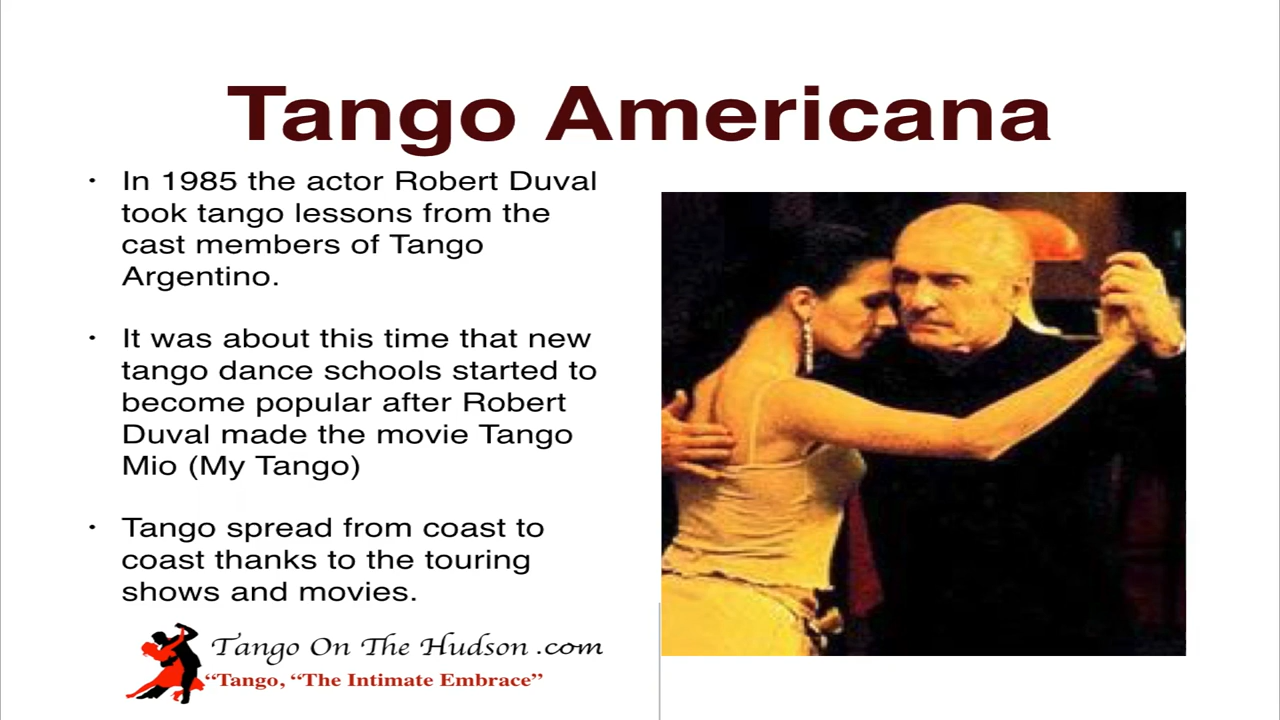 Tango Americana
• In 1985 the actor Robert Duval
took tango lessons from the
cast members of Tango
Argentino.
• It was about this time that new
tango dance schools started to
become popular after Robert
Duval made the movie Tango
Mio (My Tango)
• Tango spread from coast to
coast thanks to the touring
shows and movies.
Tango On The Hudson .com
“Tango, “The Intimate Embrace”